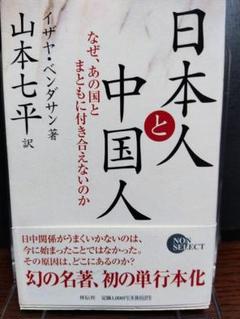 日本人
と
中国人
なぜ、あの国と
まともに付き合えないのか
イザヤ・ベンダサン 著
山本七平 訳
日中関係がうまくいかないのは、
今に始まったことではなかった。
その原因は、どこにあるのか?
NON
SELECT
幻の名著、初の単行本化
祥伝社